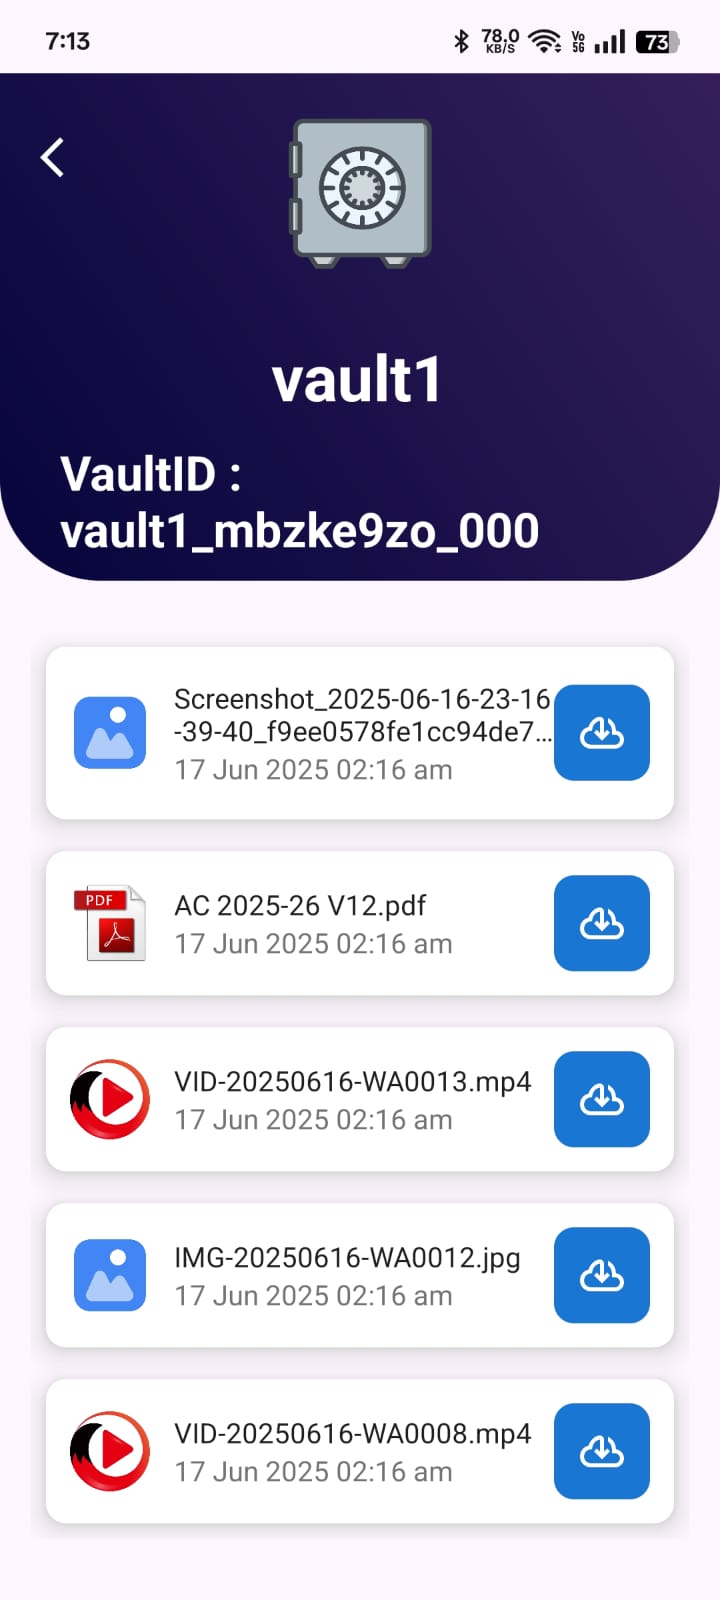 7:13
78.0
KB/S
Vo
5G
73
vault1
VaultID :
vault1_mbzke9zo_000
Screenshot_2025-06-16-23-16
-39-40_f9ee0578fe1cc94de7...
17 Jun 2025 02:16 am
PDF
AC 2025-26 V12.pdf
17 Jun 2025 02:16 am
VID-20250616-WA0013.mp4
17 Jun 2025 02:16 am
IMG-20250616-WA0012.jpg
17 Jun 2025 02:16 am
VID-20250616-WA0008.mp4
17 Jun 2025 02:16 am